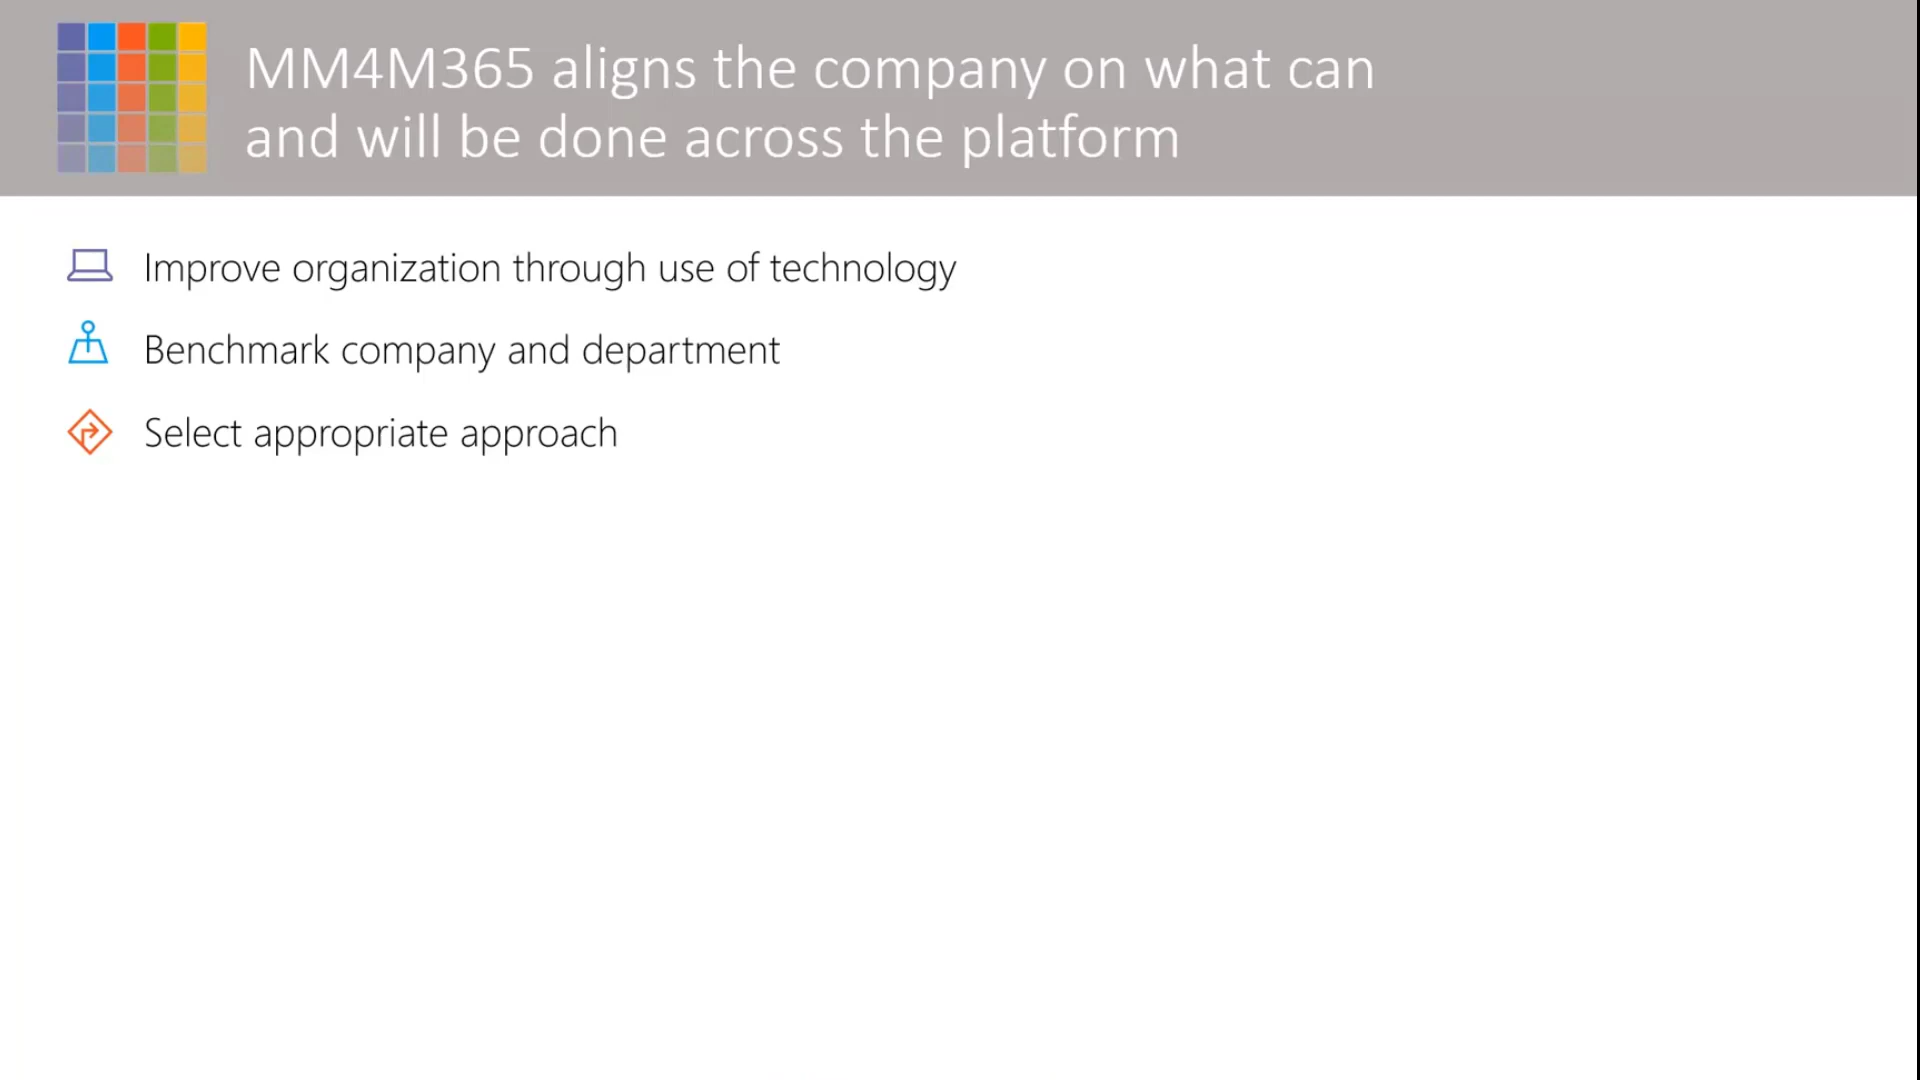 MM4M365 aligns the company on what can
and will be done across the platform
Improve organization through use of technology
Benchmark company and department
Select appropriate approach